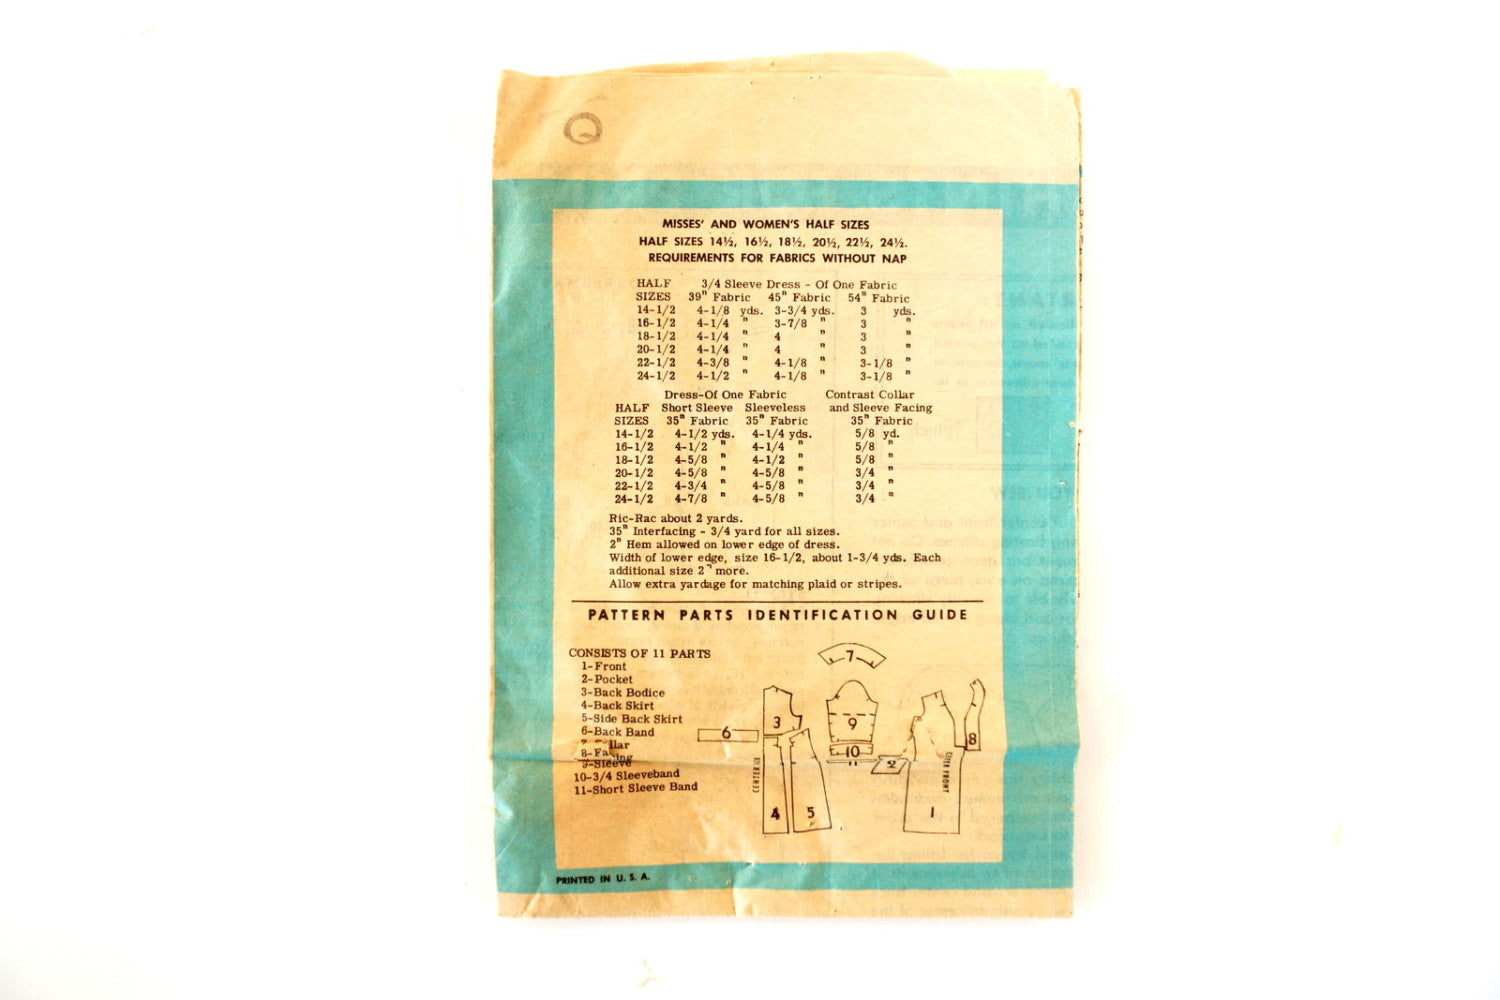 Q
MISSES' AND WOMEN'S HALF SIZES
HALF SIZES 14½, 16½, 18½, 20½, 22½, 24½.
REQUIREMENTS FOR FABRICS WITHOUT NAP
HALF 3/4 Sleeve Dress - Of One Fabric
SIZES 39" Fabric 45" Fabric 54" Fabric
14-1/2 4-1/8 yds. 3-3/4 yds. 3 yds.
16-1/2 4-1/4 " 3-7/8 " 3 "
18-1/2 4-1/4 " 4 " 3 "
20-1/2 4-1/4 " 4 " 3 "
22-1/2 4-3/8 " 4-1/8 " 3-1/8 "
24-1/2 4-1/2 " 4-1/8 " 3-1/8 "
Dress-Of One Fabric Contrast Collar
HALF Short Sleeve Sleeveless and Sleeve Facing
SIZES 35" Fabric 35" Fabric 35" Fabric
14-1/2 4-1/2 yds. 4-1/4 yds. 5/8 yd.
16-1/2 4-1/2 " 4-1/4 " 5/8 "
18-1/2 4-5/8 " 4-1/2 " 5/8 "
20-1/2 4-5/8 " 4-5/8 " 3/4 "
22-1/2 4-3/4 " 4-5/8 " 3/4 "
24-1/2 4-7/8 " 4-5/8 " 3/4 "
Ric-Rac about 2 yards.
35" Interfacing - 3/4 yard for all sizes.
2" Hem allowed on lower edge of dress.
Width of lower edge, size 16-1/2, about 1-3/4 yds. Each
additional size 2" more.
Allow extra yardage for matching plaid or stripes.
PATTERN PARTS IDENTIFICATION GUIDE
CONSISTS OF 11 PARTS
1-Front
2-Pocket
3-Back Bodice
4-Back Skirt
5-Side Back Skirt
6-Back Band
7-Collar
8-Facing
9-Sleeve
10-3/4 Sleeveband
11-Short Sleeve Band
7
3
9
8
6
10
11
2
CENTER
CENTER FRONT
4
5
1
PRINTED IN U. S. A.